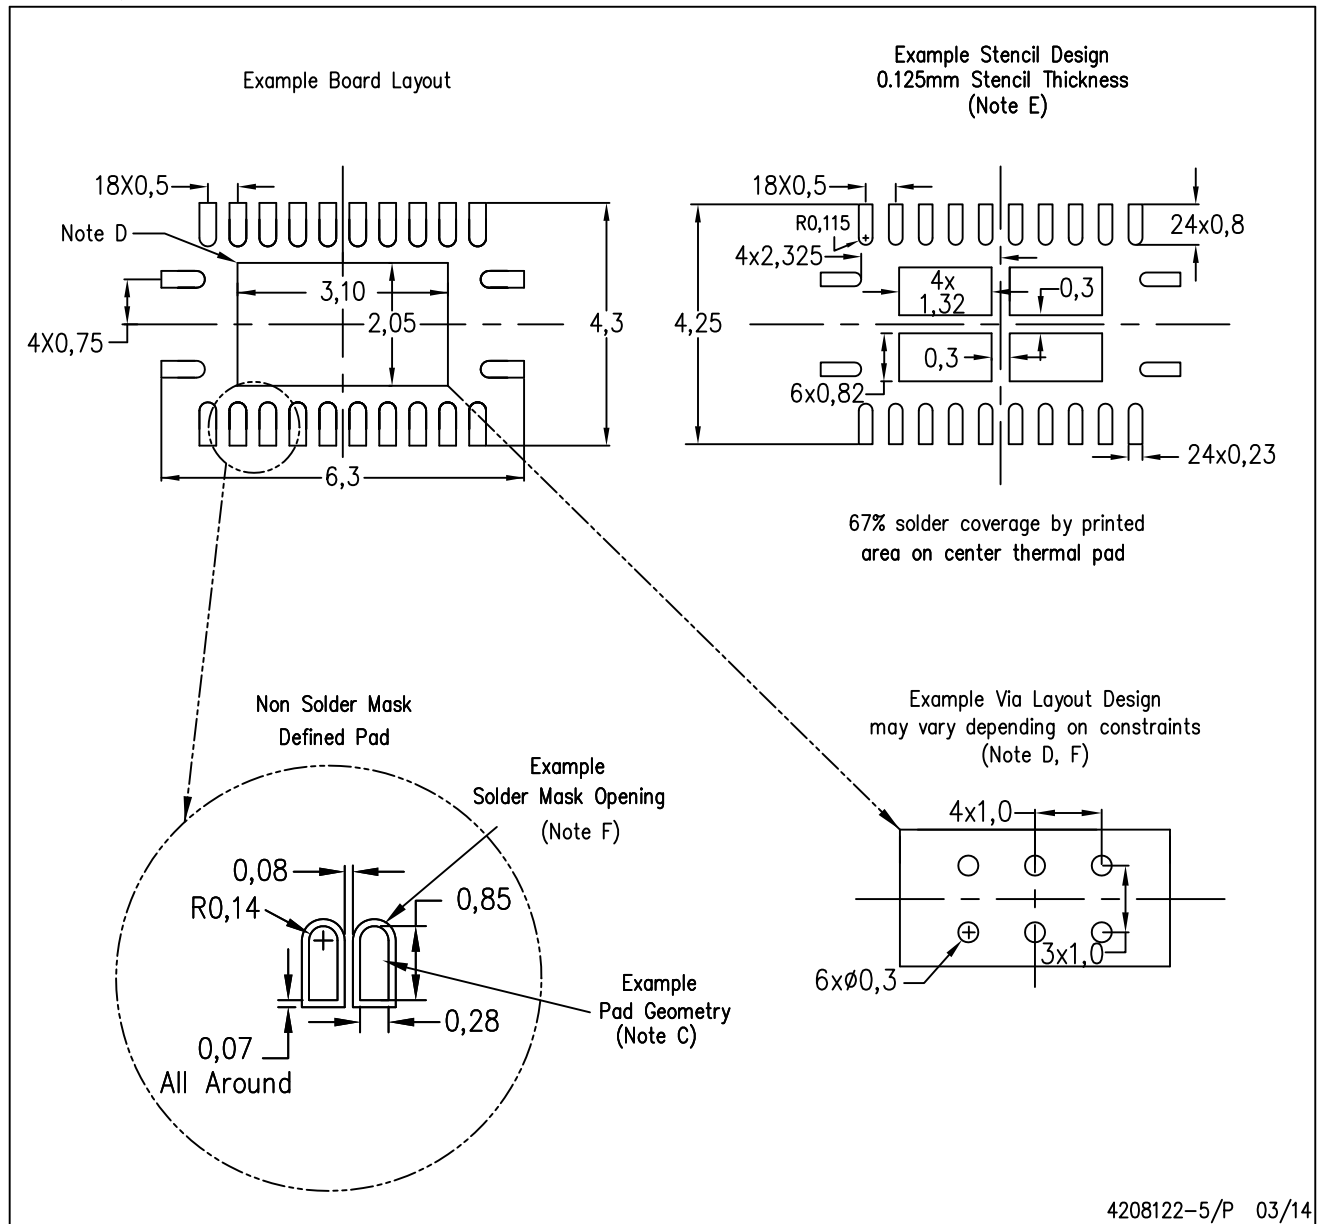 Example Board Layout
18X0,5
Note D
3,10
2,05
4,3
4X0,75
6,3
Example Stencil Design
0.125mm Stencil Thickness
(Note E)
18X0,5
R0,115
24x0,8
4x2,325
4x
1,32
0,3
4,25
0,3
6x0,82
24x0,23
67% solder coverage by printed
area on center thermal pad
Non Solder Mask
Defined Pad
Example
Solder Mask Opening
(Note F)
0,08
R0,14
0,85
Example
Pad Geometry
(Note C)
0,28
0,07
All Around
Example Via Layout Design
may vary depending on constraints
(Note D, F)
4x1,0
3x1,0
6xø0,3
4208122-5/P 03/14